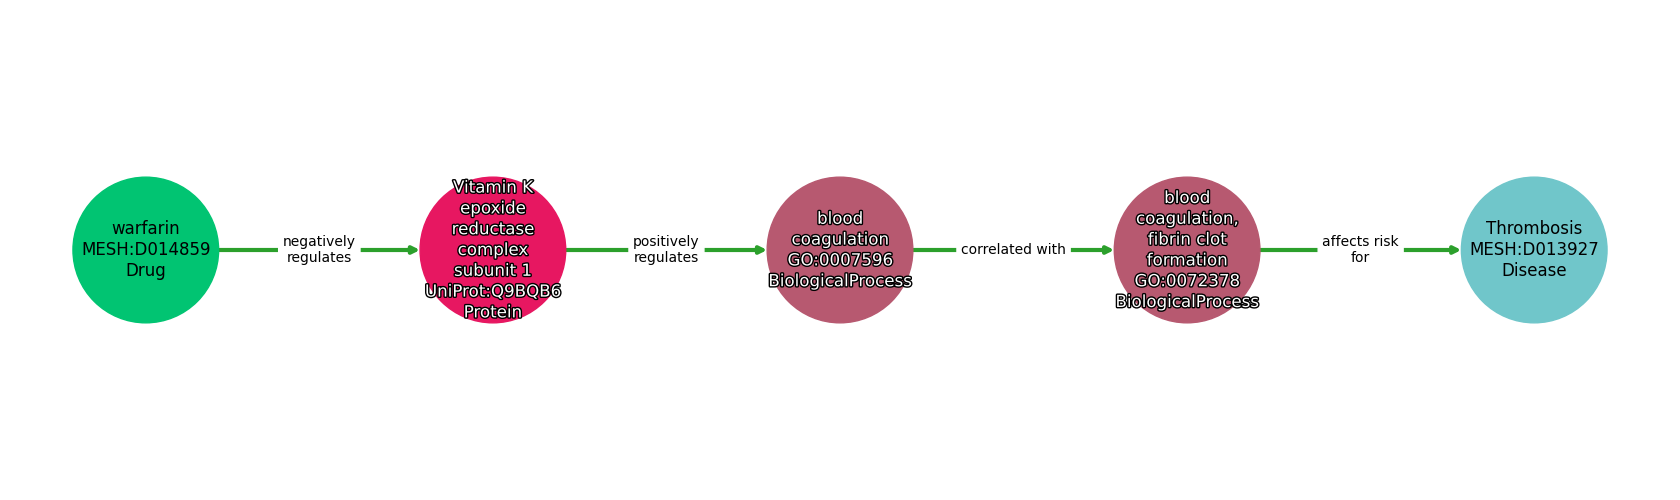 warfarin
MESH:D014859
Drug
negatively
regulates
Vitamin K
epoxide
reductase
complex
subunit 1
UniProt:Q9BQB6
Protein
positively
regulates
blood
coagulation
GO:0007596
BiologicalProcess
correlated with
blood
coagulation,
fibrin clot
formation
GO:0072378
BiologicalProcess
affects risk
for
Thrombosis
MESH:D013927
Disease